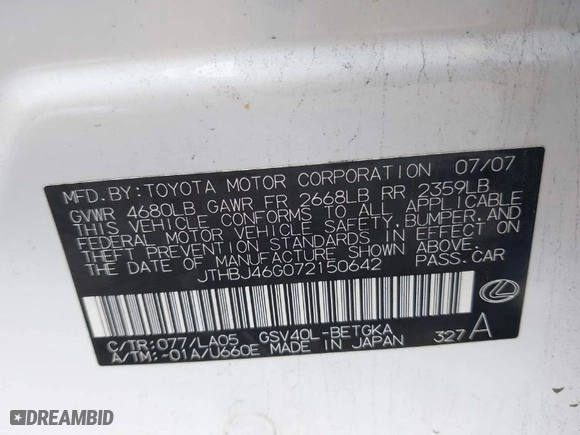 MFD.BY:TOYOTA MOTOR CORPORATION 07/07
GVWR 4680LB GAWR FR 2668LB RR 2359LB
THIS VEHICLE CONFORMS TO ALL APPLICABLE
FEDERAL MOTOR VEHICLE SAFETY, BUMPER, AND
THEFT PREVENTION STANDARDS IN EFFECT ON
THE DATE OF MANUFACTURE SHOWN ABOVE.
JTHBJ46G072150642 PASS.CAR
C/TR:077/LA05 GSV40L-BETGKA
A/TM:-01A/U660E MADE IN JAPAN 327A
DREAMBID